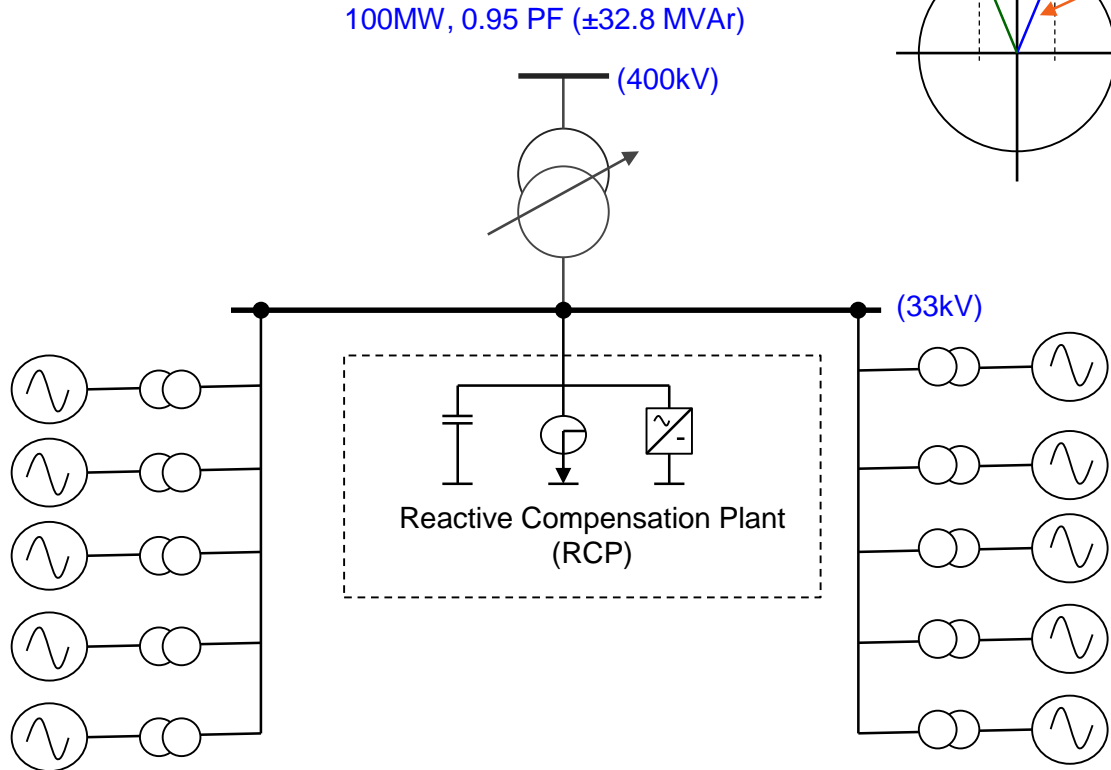 100MW, 0.95 PF (±32.8 MVAr)
(400kV)
(33kV)
Reactive Compensation Plant
(RCP)